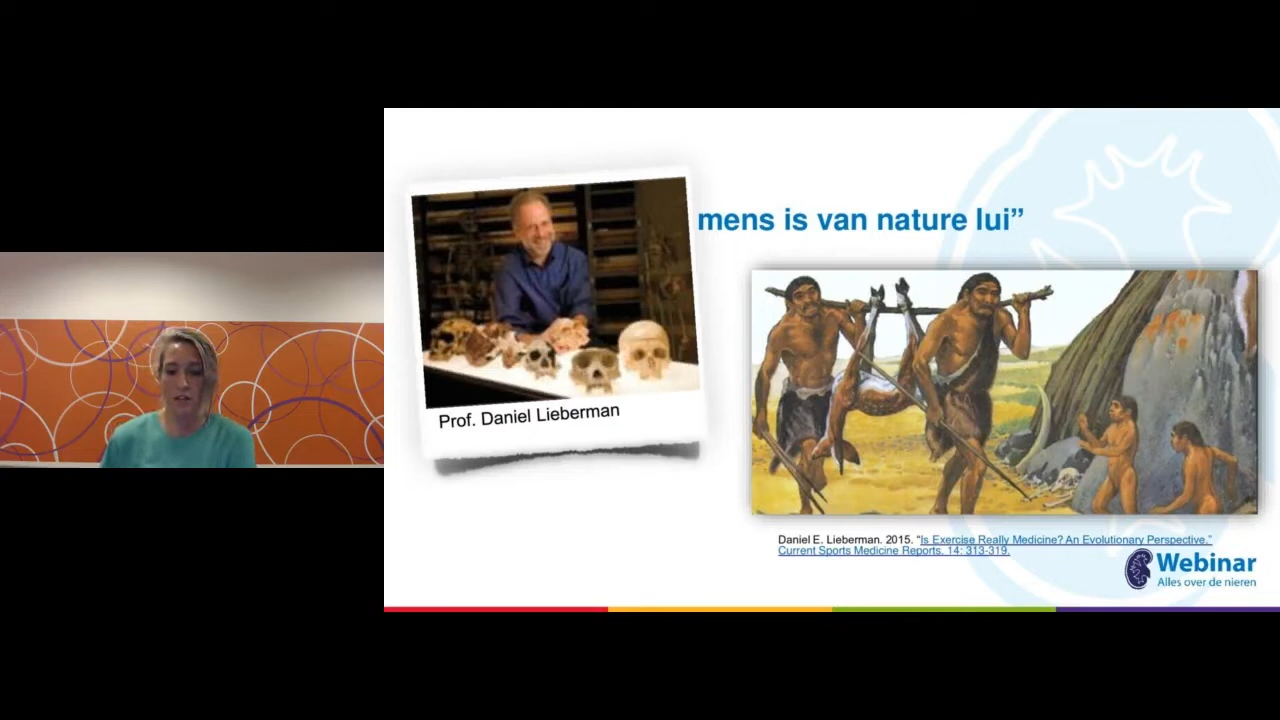 mens is van nature lui”
Prof. Daniel Lieberman
Daniel E. Lieberman. 2015. “Is Exercise Really Medicine? An Evolutionary Perspective.”
Current Sports Medicine Reports. 14: 313-319.
Webinar
Alles over de nieren